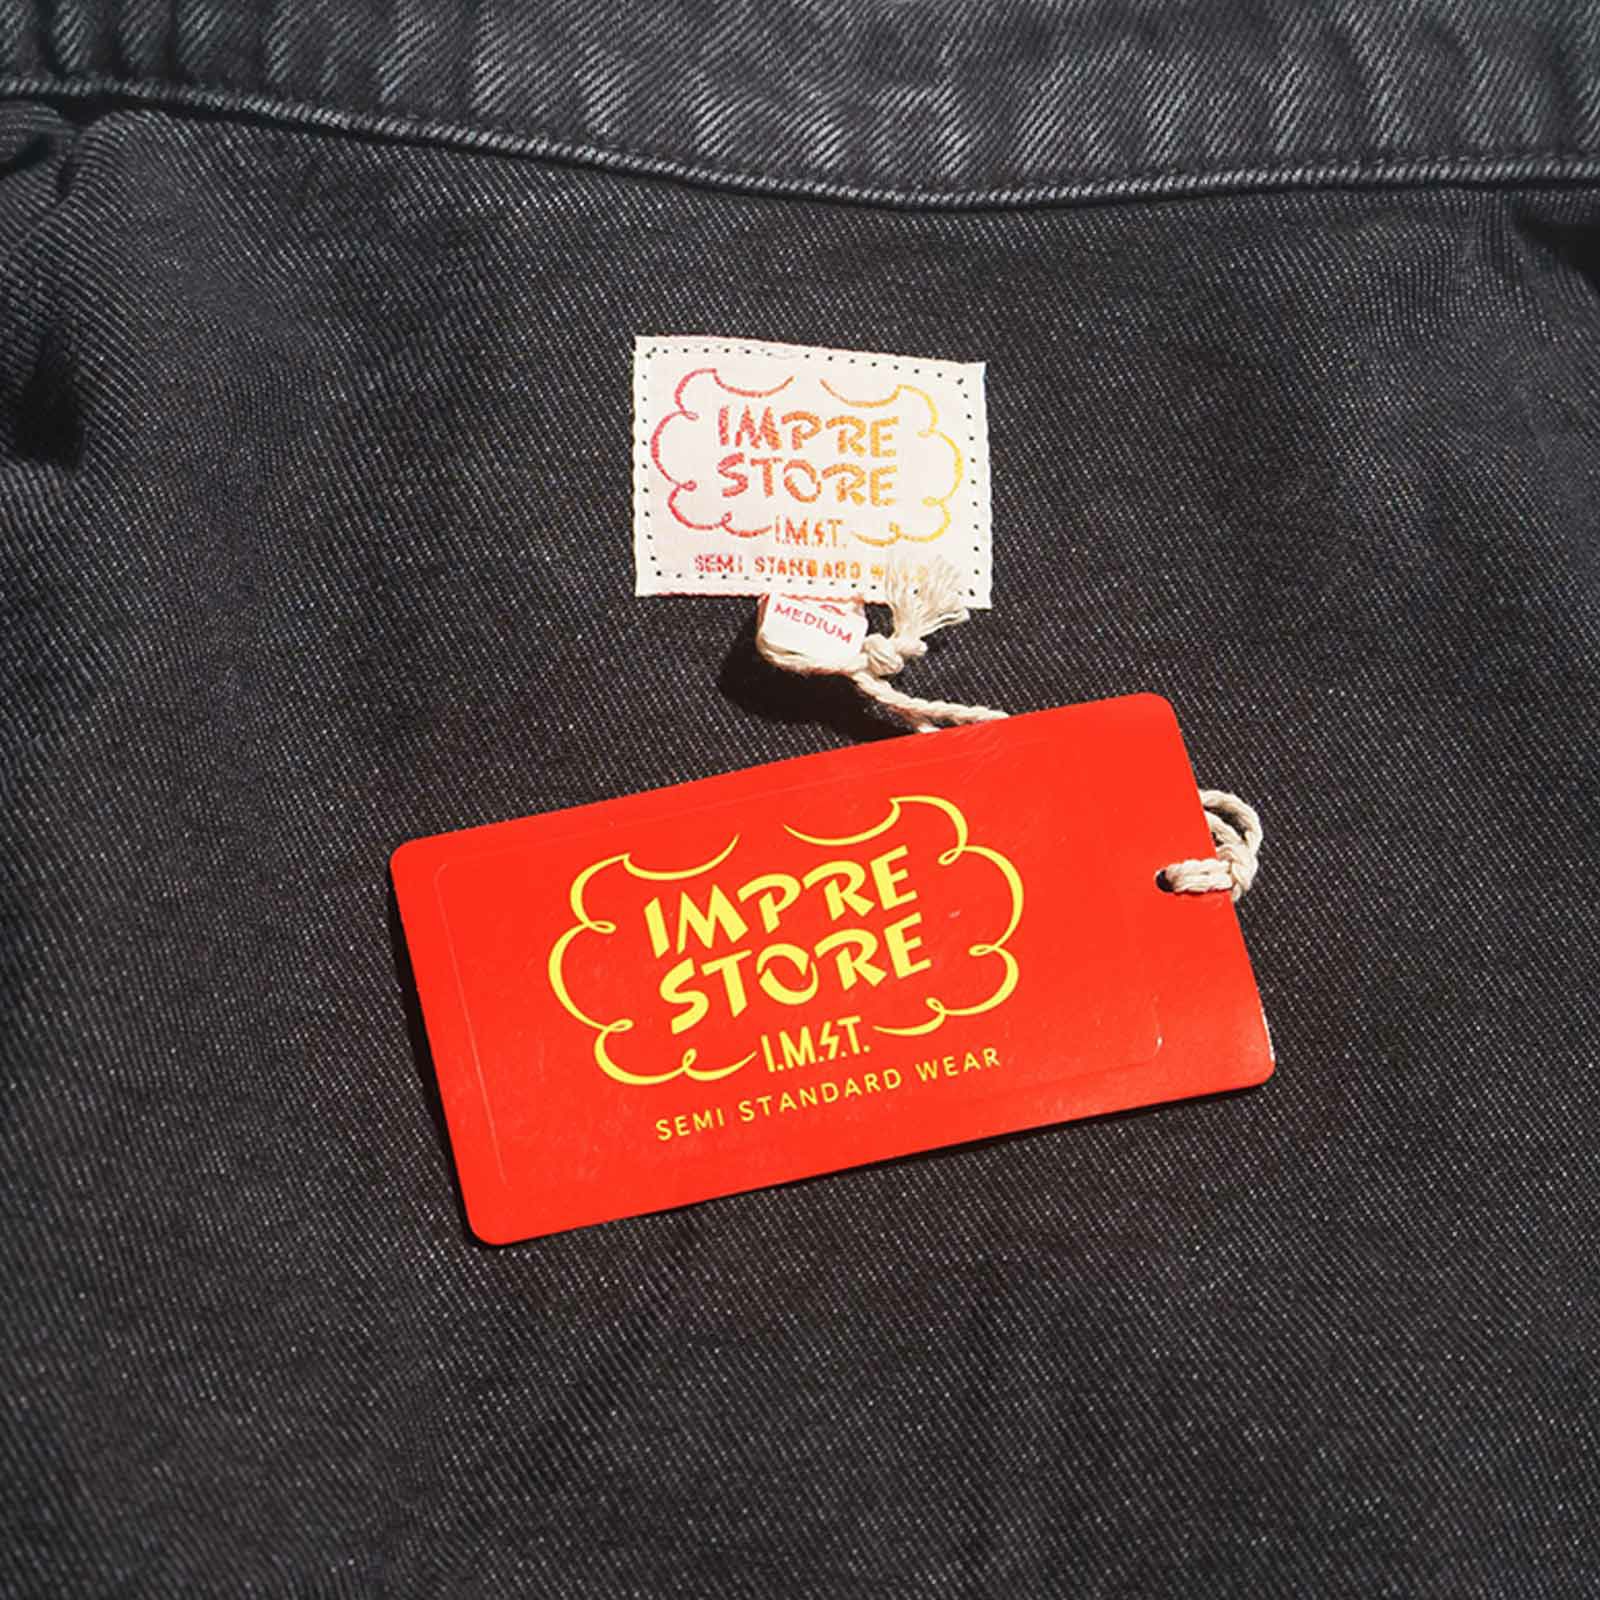 IMPRE
STORE
I.M.S.T.
SEMI STANDARD
MEDIUM
IMPRE
STORE
I.M.S.T.
SEMI STANDARD WEAR